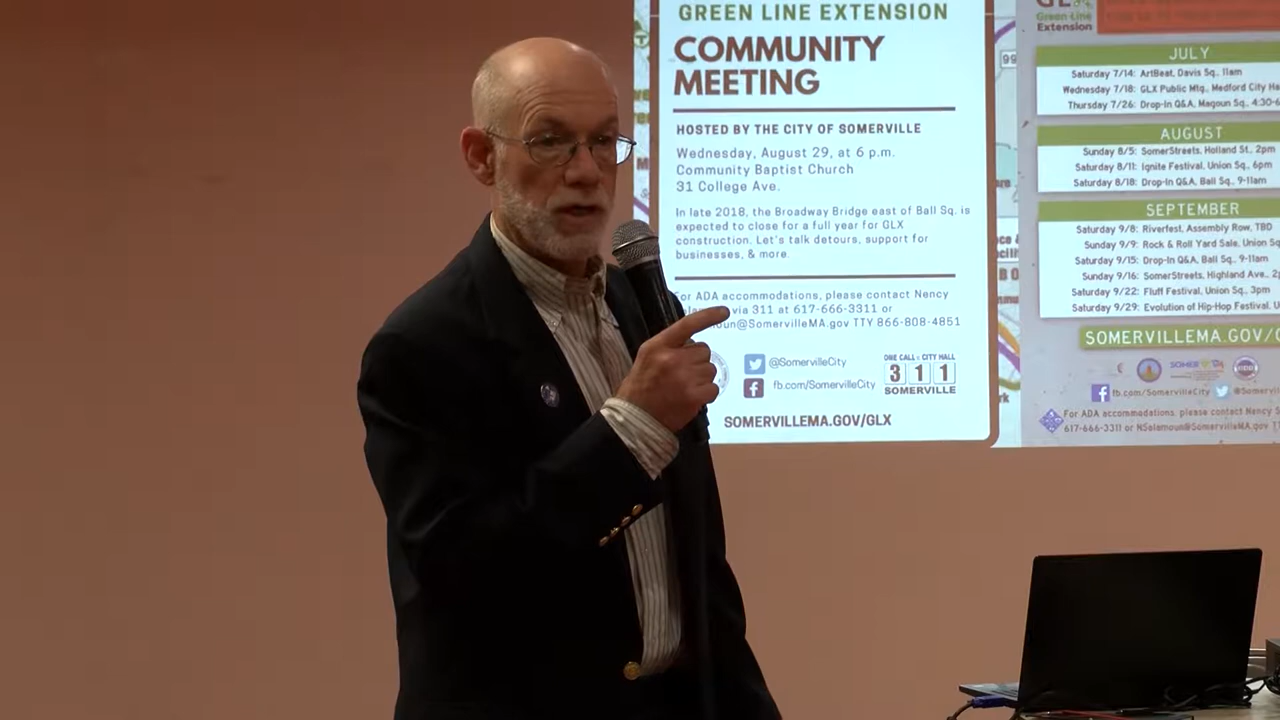 GREEN LINE EXTENSION
COMMUNITY
MEETING
HOSTED BY THE CITY OF SOMERVILLE
Wednesday, August 29, at 6 p.m.
Community Baptist Church
31 College Ave.
In late 2018, the Broadway Bridge east of Ball Sq. is
expected to close for a full year for GLX
construction. Let's talk detours, support for
businesses, & more.
For ADA accommodations, please contact Nency
via 311 at 617-666-3311 or
@SomervilleMA.gov TTY 866-808-4851
@SomervilleCity
fb.com/SomervilleCity
ONE CALL to CITY HALL
311
SOMERVILLE
SOMERVILLEMA.GOV/GLX
99
Green Line
Extension
JULY
Saturday 7/14: ArtBeat, Davis Sq., 11am
Wednesday 7/18: GLX Public Mtg., Medford City Ha
Thursday 7/26: Drop-In Q&A, Magoun Sq., 4:30-6
AUGUST
Sunday 8/5: SomerStreets, Holland St., 2pm
Saturday 8/11: Ignite Festival, Union Sq., 6pm
Saturday 8/18: Drop-In Q&A, Ball Sq., 9-11am
SEPTEMBER
Saturday 9/8: Riverfest, Assembly Row, TBD
Sunday 9/9: Rock & Roll Yard Sale, Union Sq
Saturday 9/15: Drop-In Q&A, Ball Sq., 9-11am
Sunday 9/16: SomerStreets, Highland Ave., 2p
Saturday 9/22: Fluff Festival, Union Sq., 3pm
Saturday 9/29: Evolution of Hip-Hop Festival, U
SOMERVILLEMA.GOV/G
fb.com/SomervilleCity
@Somervi
For ADA accommodations, please contact Nency S
617-666-3311 or NSalamoun@SomervilleMA.gov TT